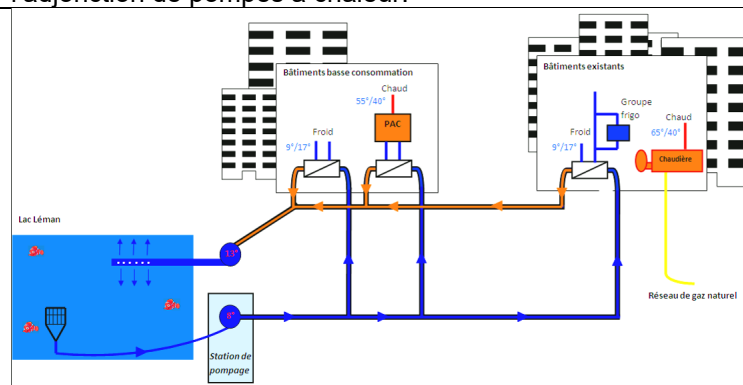 l'adjonction de pompes à chaleur.
Bâtiments basse consommation
Chaud
55°/40°
PAC
Froid
9°/17°
Bâtiments existants
Groupe
frigo
Froid
9°/17°
Chaud
65°/40°
Chaudière
Lac Léman
13°
8°
Station de
pompage
Réseau de gaz naturel